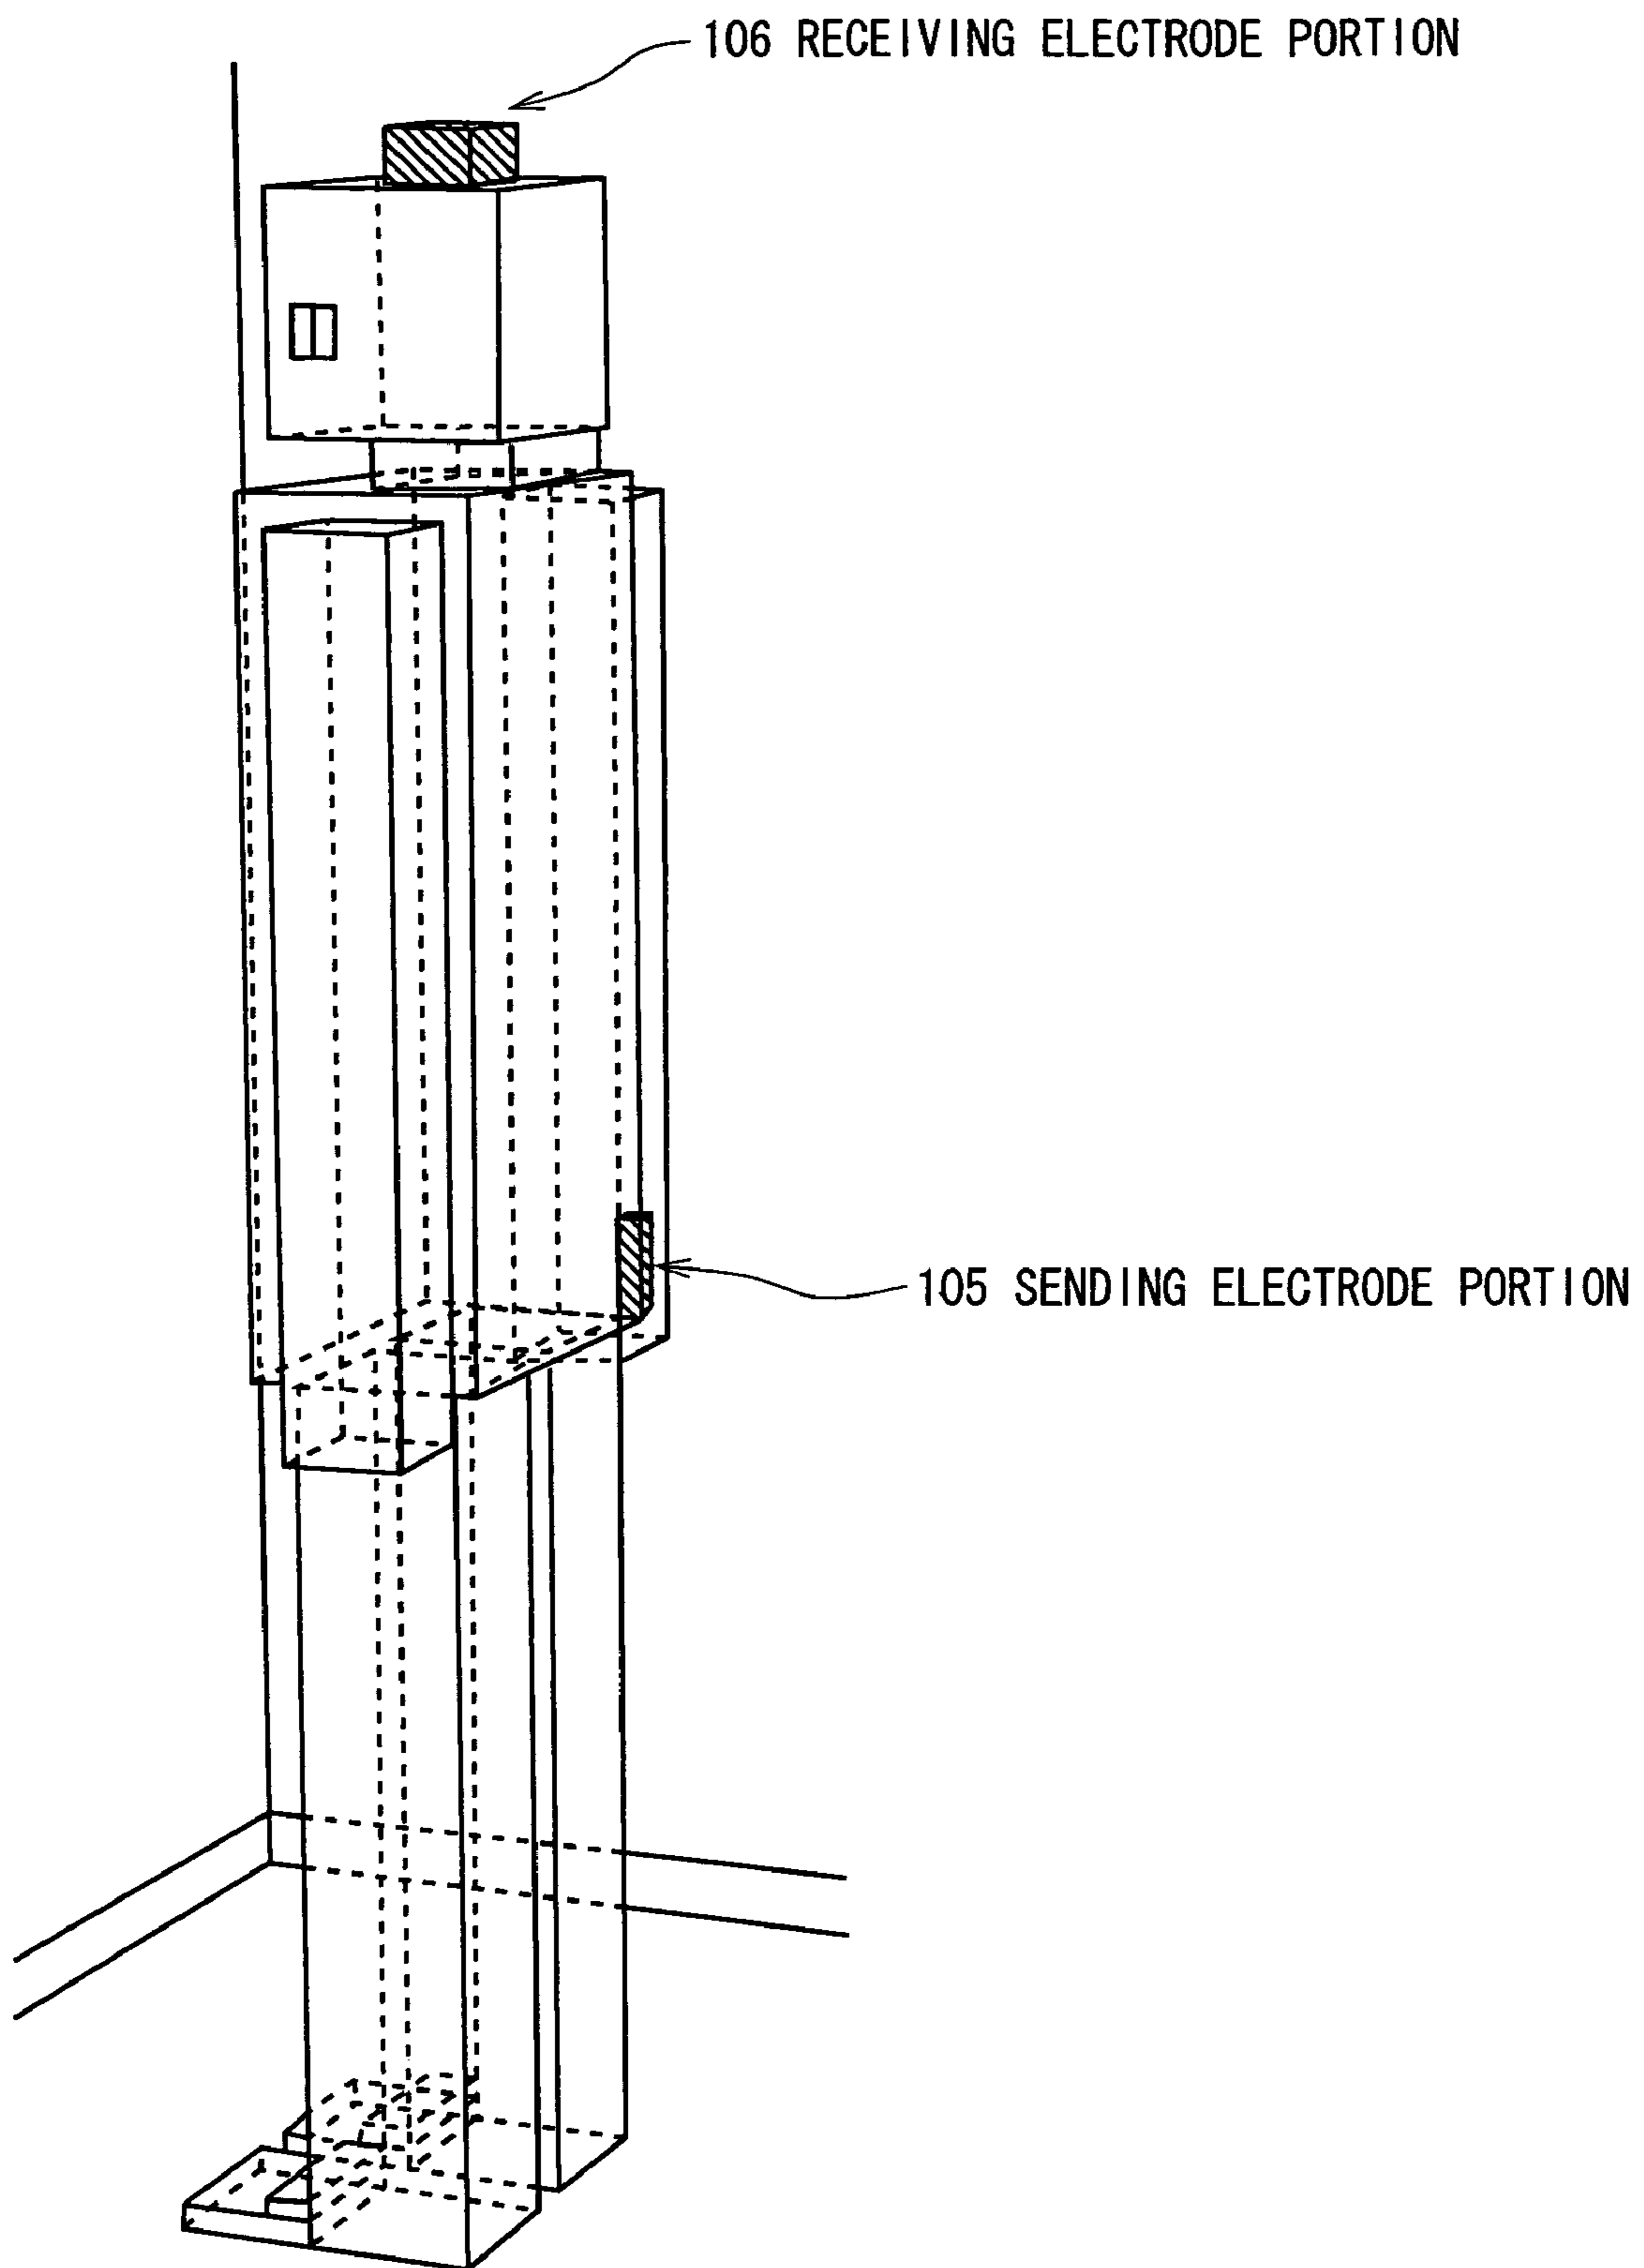 106 RECEIVING ELECTRODE PORTION
105 SENDING ELECTRODE PORTION